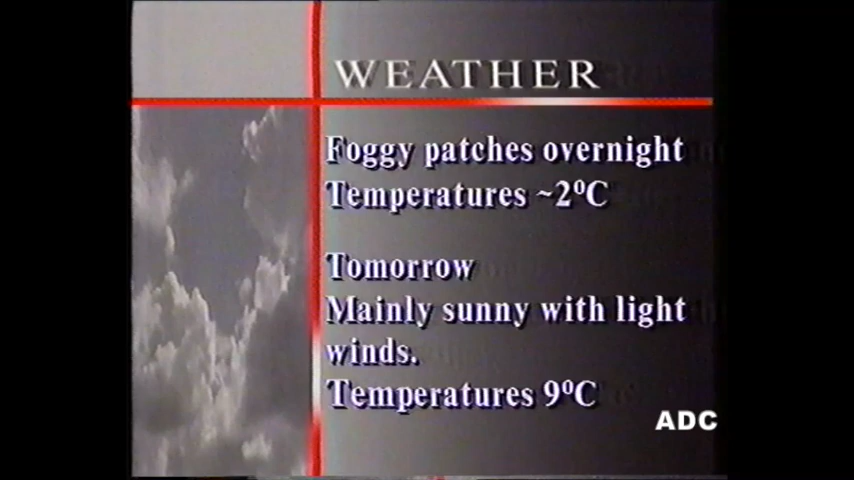 WEATHER
Foggy patches overnight
Temperatures ~2ºC
Tomorrow
Mainly sunny with light
winds.
Temperatures 9ºC
ADC